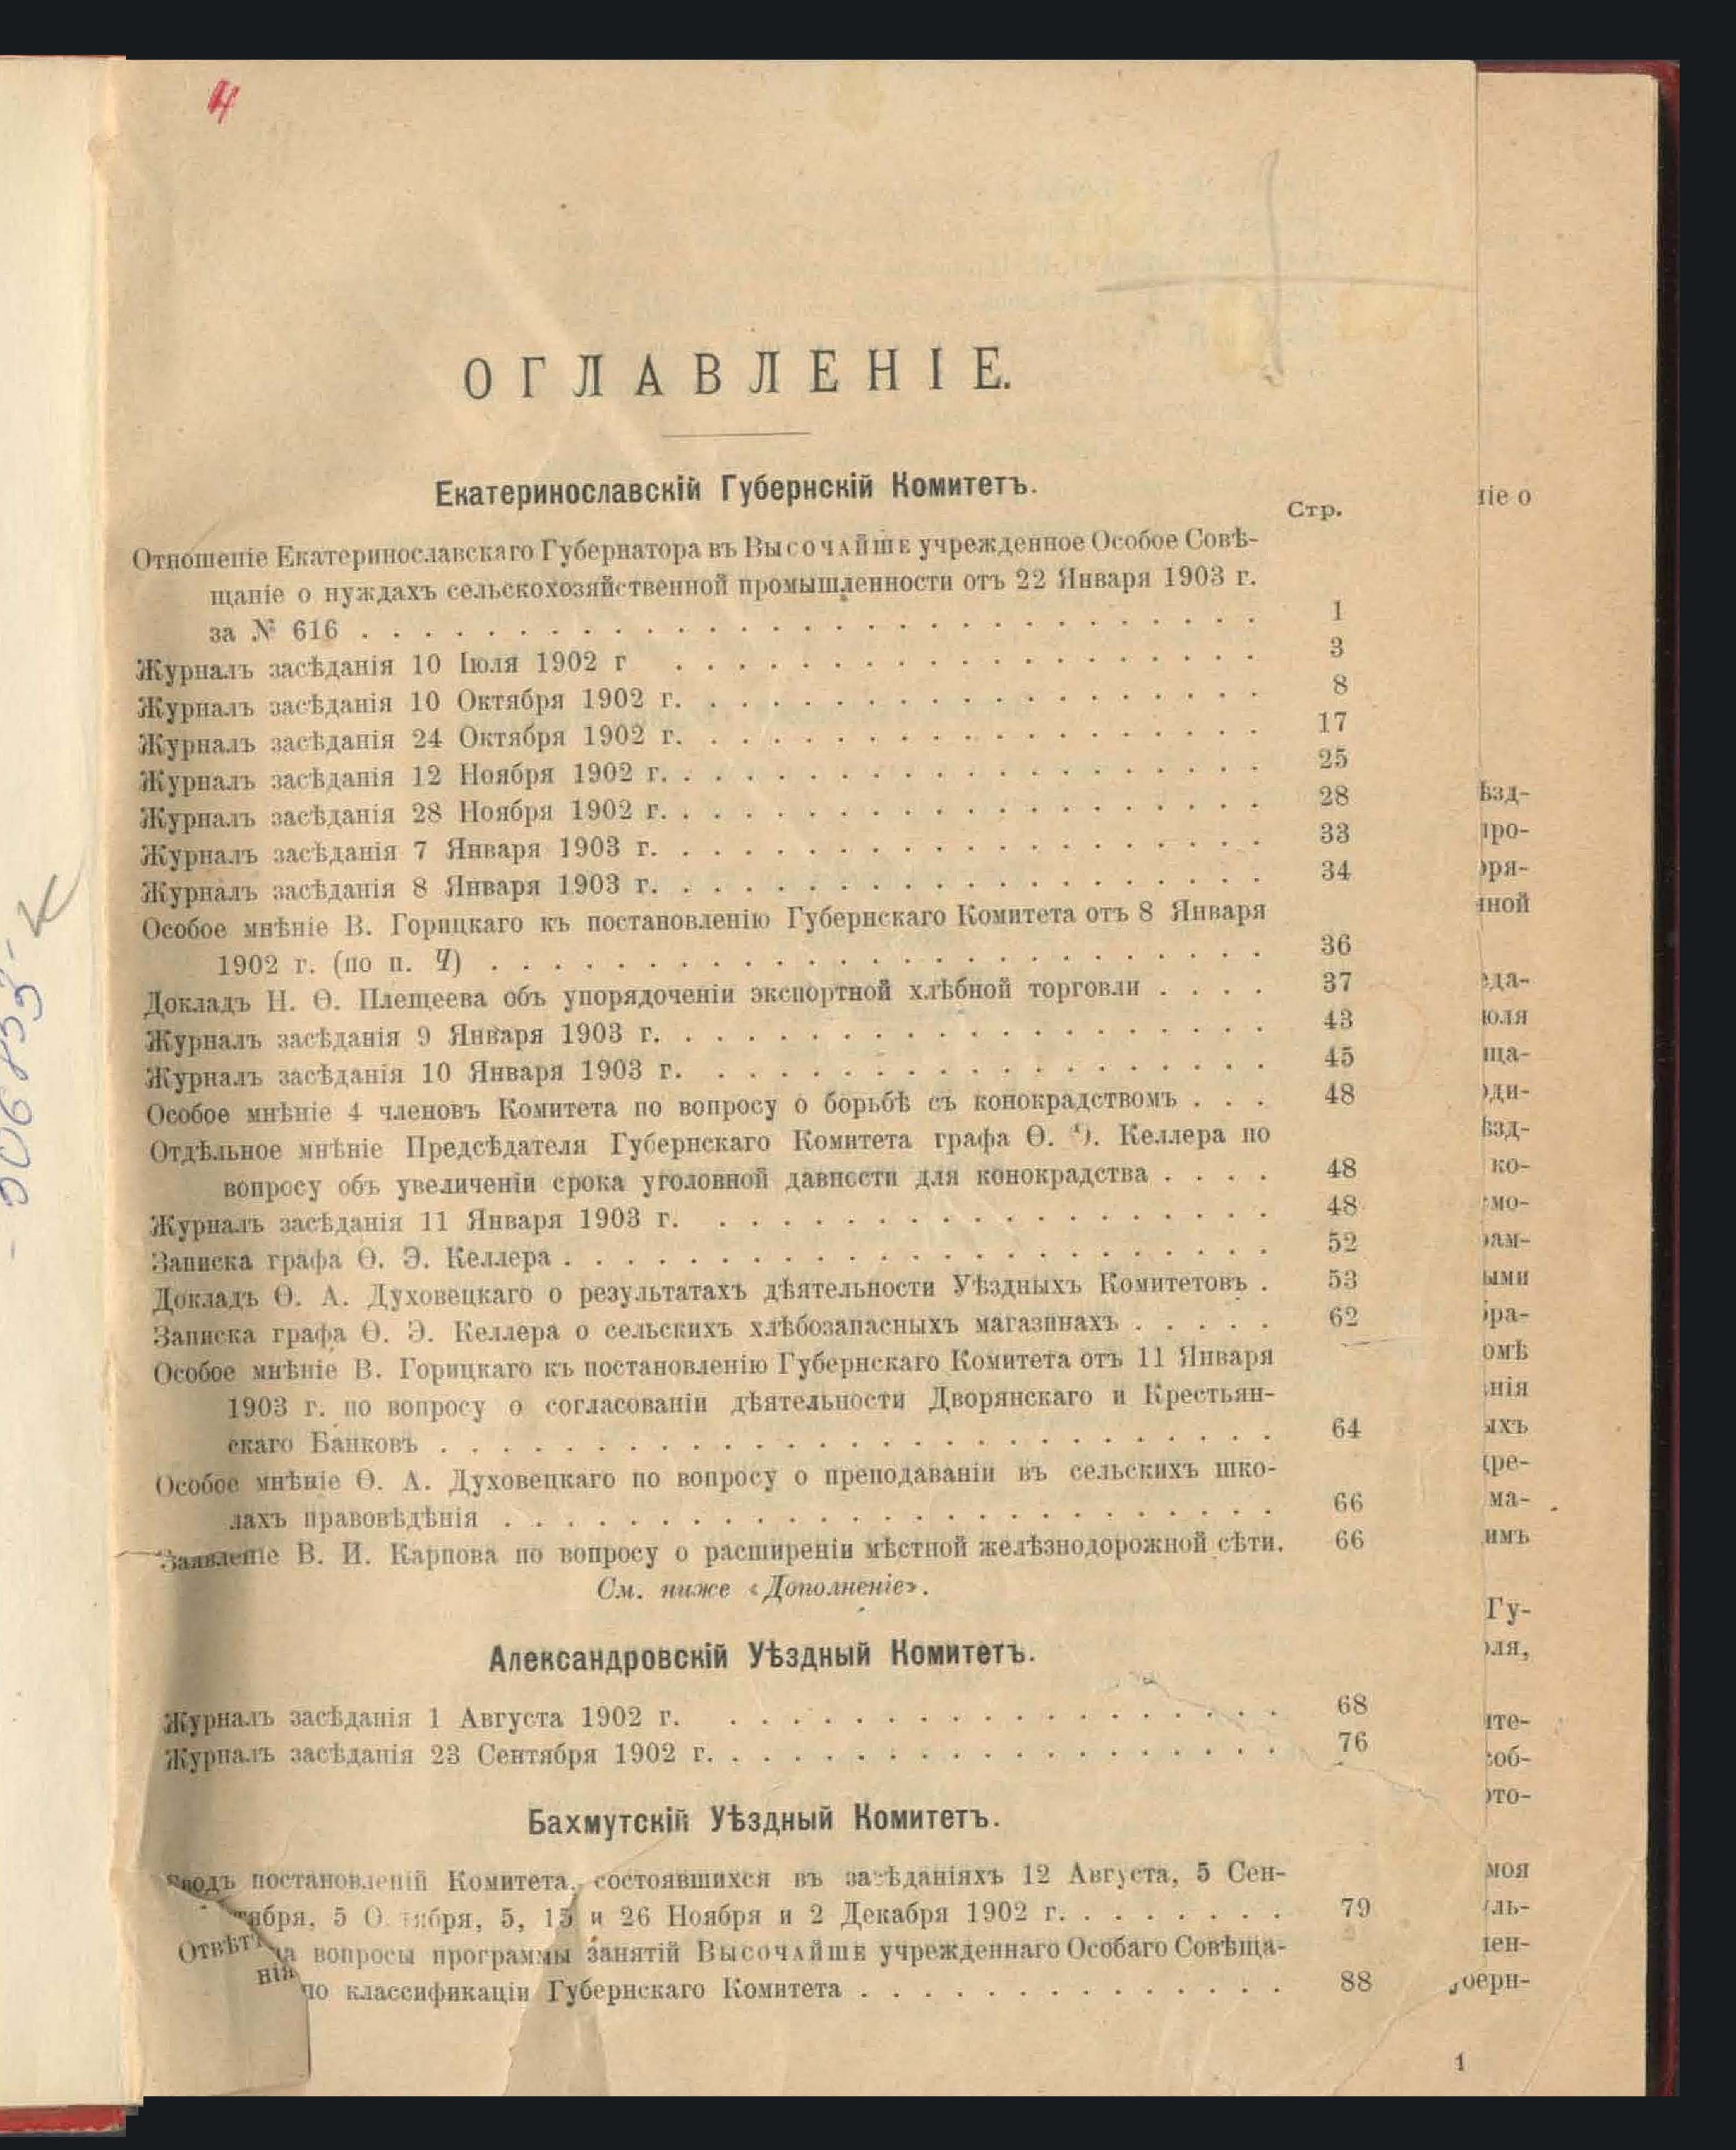 4
ОГЛАВЛЕНІЕ.
Екатеринославскій Губернскій Комитетъ.
Стр.
Отношеніе Екатеринославскаго Губернатора въ Высочайше учрежденное Особое Совѣ-
щаніе о нуждахъ сельскохозяйственной промышленности отъ 22 Января 1903 г.
за № 616 . . . . . . . . . . . . . . . . . . . . . . . . 1
Журналъ засѣданія 10 Іюля 1902 г . . . . . . . . . . . . . . . . 3
Журналъ засѣданія 10 Октября 1902 г. . . . . . . . . . . . . . . . 8
Журналъ засѣданія 24 Октября 1902 г. . . . . . . . . . . . . . . . 17
Журналъ засѣданія 12 Ноября 1902 г. . . . . . . . . . . . . . . . 25
Журналъ засѣданія 28 Ноября 1902 г. . . . . . . . . . . . . . . . 28
Журналъ засѣданія 7 Января 1903 г. . . . . . . . . . . . . . . . 33
Журналъ засѣданія 8 Января 1903 г. . . . . . . . . . . . . . . . 34
Особое мнѣніе В. Горицкаго къ постановленію Губернскаго Комитета отъ 8 Января
1902 г. (по п. Ч) . . . . . . . . . . . . . . . . . . . . . 36
Докладъ Н. Ѳ. Плещеева объ упорядоченіи экспортной хлѣбной торговли . . . . 37
Журналъ засѣданія 9 Января 1903 г. . . . . . . . . . . . . . . . 43
Журналъ засѣданія 10 Января 1903 г. . . . . . . . . . . . . . . . 45
Особое мнѣніе 4 членовъ Комитета по вопросу о борьбѣ съ конокрадствомъ . . . 48
Отдѣльное мнѣніе Предсѣдателя Губернскаго Комитета графа Ѳ. Э. Келлера по
вопросу объ увеличеніи срока уголовной давности для конокрадства . . . . 48
Журналъ засѣданія 11 Января 1903 г. . . . . . . . . . . . . . . . 48
Записка графа Ѳ. Э. Келлера . . . . . . . . . . . . . . . . . . . 52
Докладъ Ѳ. А. Духовецкаго о результатахъ дѣятельности Уѣздныхъ Комитетовъ . 53
Записка графа Ѳ. Э. Келлера о сельскихъ хлѣбозапасныхъ магазинахъ . . . . . 62
Особое мнѣніе В. Горицкаго къ постановленію Губернскаго Комитета отъ 11 Января
1903 г. по вопросу о согласованіи дѣятельности Дворянскаго и Крестьян-
скаго Банковъ . . . . . . . . . . . . . . . . . . . . . . . 64
Особое мнѣніе Ѳ. А. Духовецкаго по вопросу о преподаваніи въ сельскихъ шко-
лахъ правовѣдѣнія . . . . . . . . . . . . . . . . . . . . . 66
Заявленіе В. И. Карпова по вопросу о расширеніи мѣстной желѣзнодорожной сѣти. 66
См. ниже «Дополненіе».
Александровскій Уѣздный Комитетъ.
Журналъ засѣданія 1 Августа 1902 г. . . . . . . . . . . . . . . . 68
Журналъ засѣданія 23 Сентября 1902 г. . . . . . . . . . . . . . . 76
Бахмутскій Уѣздный Комитетъ.
Сводъ постановленій Комитета, состоявшихся въ засѣданіяхъ 12 Августа, 5 Сен-
тября, 5 Октября, 5, 15 и 26 Ноября и 2 Декабря 1902 г. . . . . . . . 79
Отвѣтъ на вопросы программы занятій Высочайше учрежденнаго Особаго Совѣща-
нія по классификаціи Губернскаго Комитета . . . . . . . . . . . . 88
1